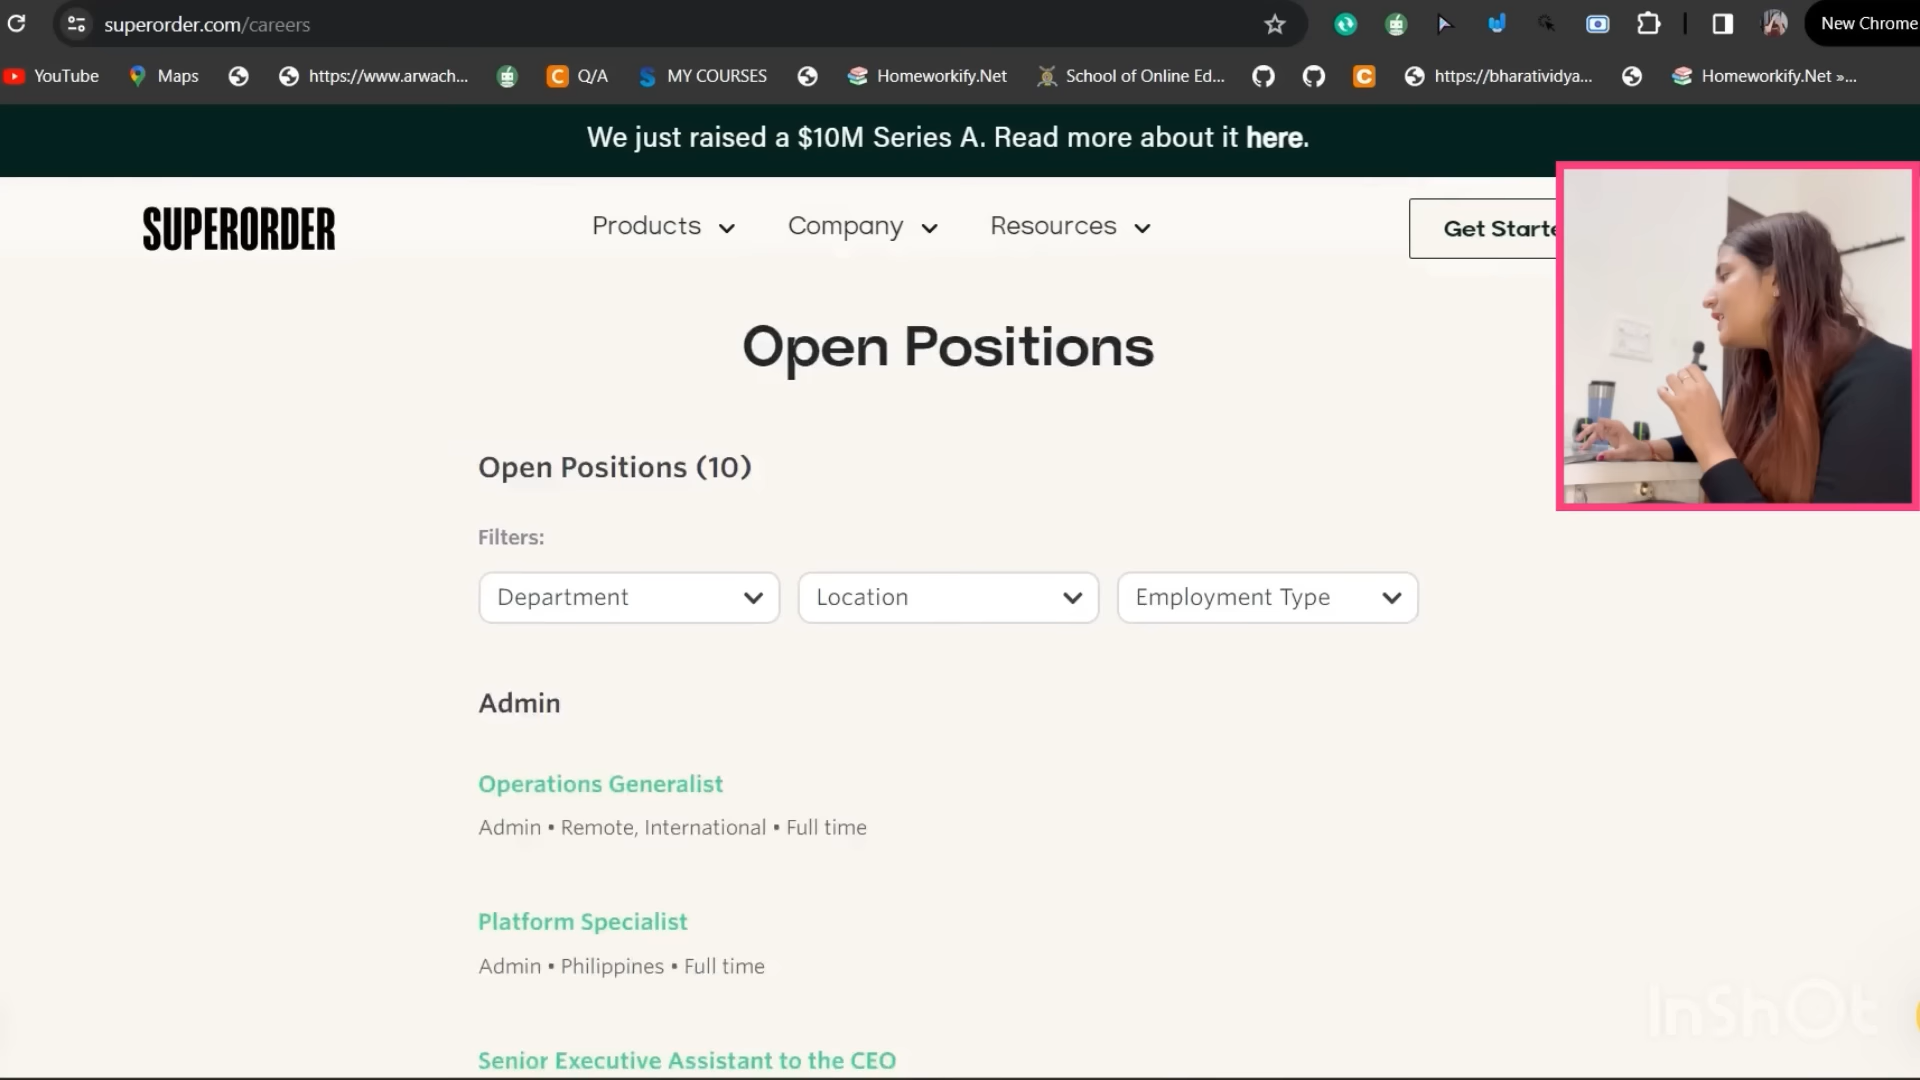 superorder.com/careers
New Chrome
YouTube
Maps
https://www.arwach...
Q/A
MY COURSES
Homeworkify.Net
School of Online Ed...
https://bharatividya...
Homeworkify.Net »...
We just raised a $10M Series A. Read more about it here.
SUPERORDER
Products
Company
Resources
Get Starte
Open Positions
Open Positions (10)
Filters:
Department
Location
Employment Type
Admin
Operations Generalist
Admin • Remote, International • Full time
Platform Specialist
Admin • Philippines • Full time
Senior Executive Assistant to the CEO
InShOt